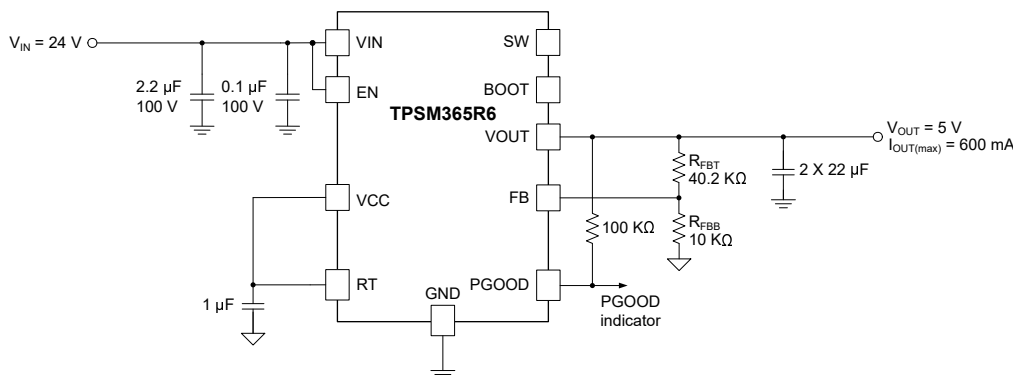 V_IN = 24 V
2.2 µF
100 V
0.1 µF
100 V
VIN
EN
VCC
RT
1 µF
TPSM365R6
GND
SW
BOOT
VOUT
FB
PGOOD
100 KΩ
R_FBT
40.2 KΩ
R_FBB
10 KΩ
2 X 22 µF
V_OUT = 5 V
I_OUT(max) = 600 mA
PGOOD
indicator